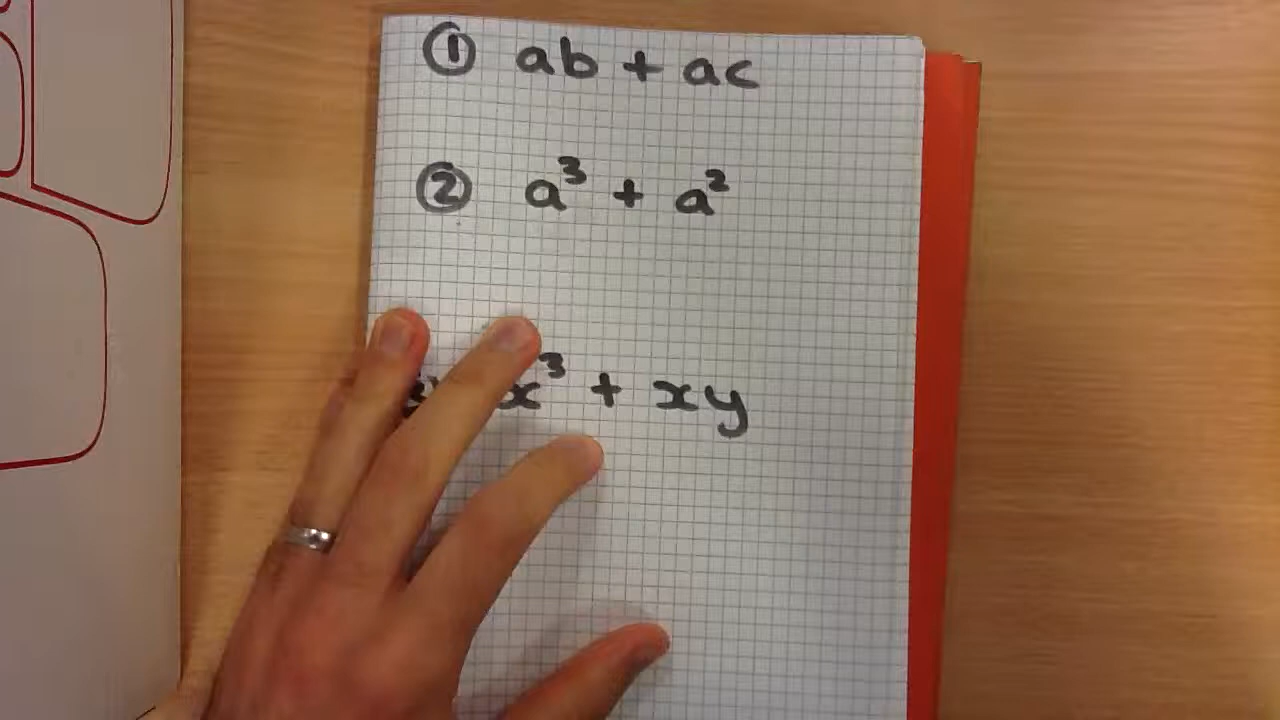 ① ab + ac
② a³ + a²
x³ + xy